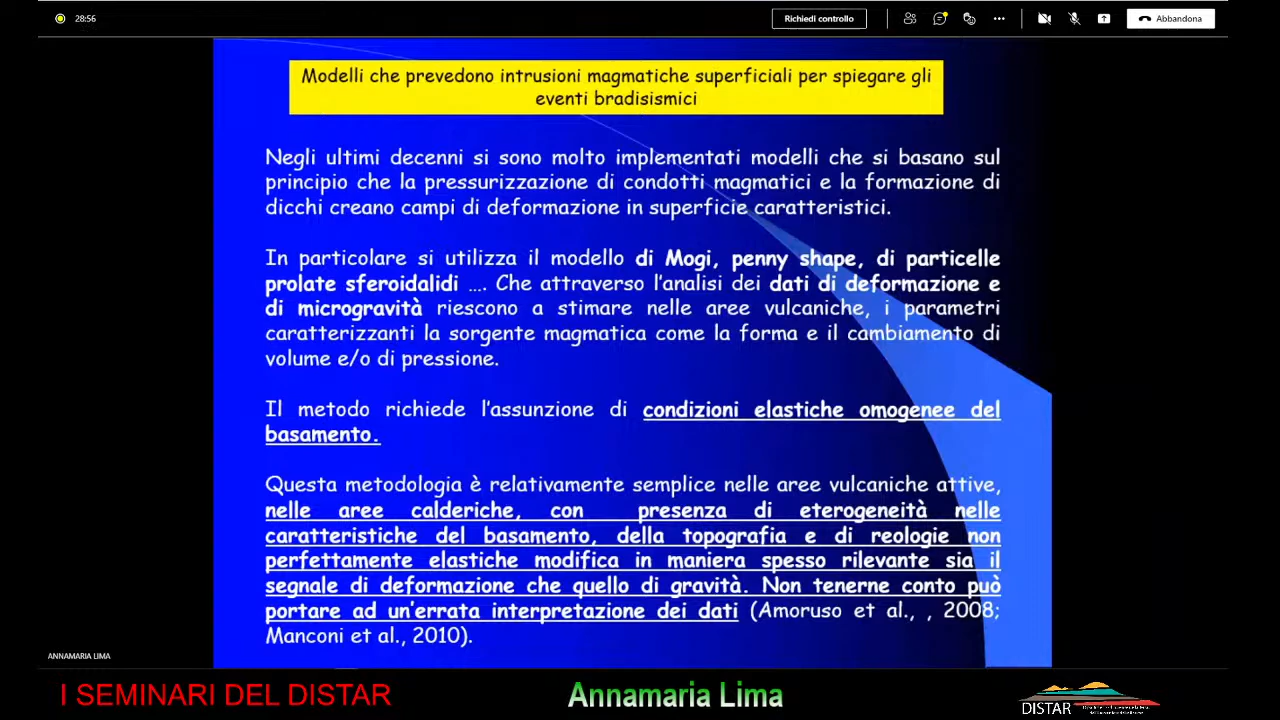 28:56
Richiedi controllo
Abbandona
Modelli che prevedono intrusioni magmatiche superficiali per spiegare gli
eventi bradisismici
Negli ultimi decenni si sono molto implementati modelli che si basano sul
principio che la pressurizzazione di condotti magmatici e la formazione di
dicchi creano campi di deformazione in superficie caratteristici.
In particolare si utilizza il modello di Mogi, penny shape, di particelle
prolate sferoidalidi …. Che attraverso l'analisi dei dati di deformazione e
di microgravità riescono a stimare nelle aree vulcaniche, i parametri
caratterizzanti la sorgente magmatica come la forma e il cambiamento di
volume e/o di pressione.
Il metodo richiede l'assunzione di condizioni elastiche omogenee del
basamento.
Questa metodologia è relativamente semplice nelle aree vulcaniche attive,
nelle aree calderiche, con presenza di eterogeneità nelle
caratteristiche del basamento, della topografia e di reologie non
perfettamente elastiche modifica in maniera spesso rilevante sia il
segnale di deformazione che quello di gravità. Non tenerne conto può
portare ad un'errata interpretazione dei dati (Amoruso et al., , 2008;
Manconi et al., 2010).
ANNAMARIA LIMA
I SEMINARI DEL DISTAR
Annamaria Lima
DISTAR